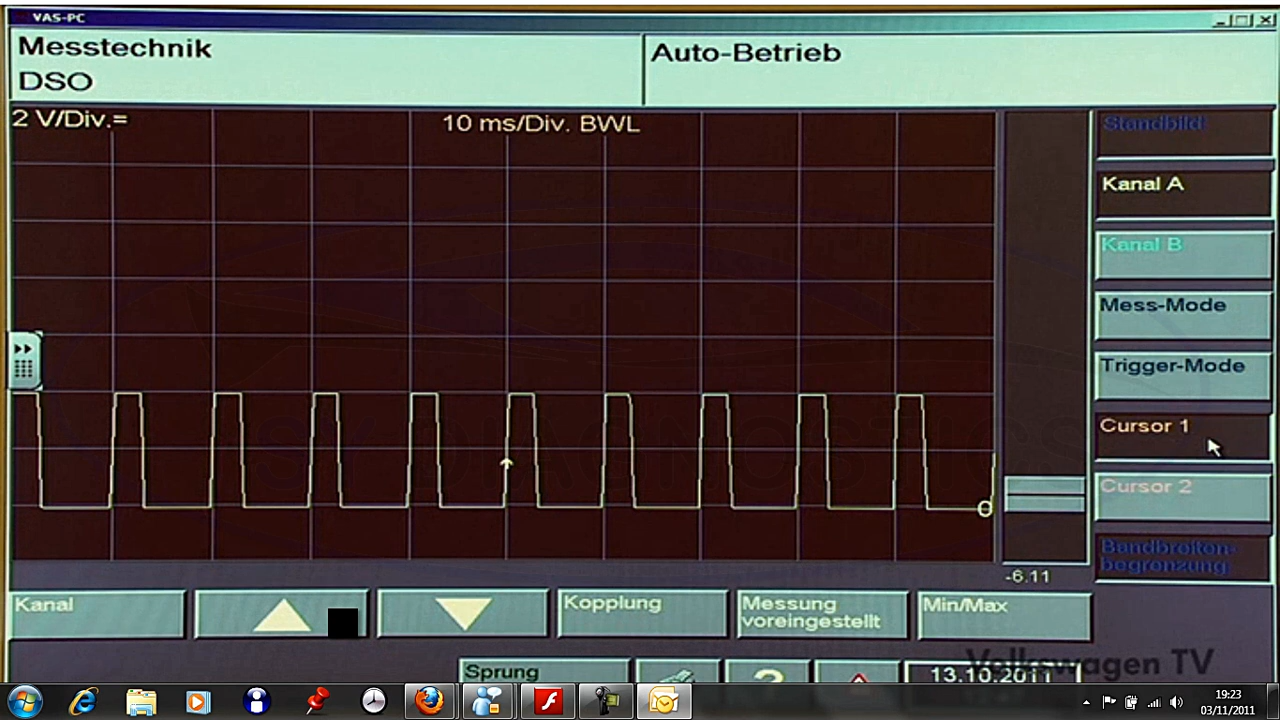 VAS-PC
Messtechnik
DSO
Auto-Betrieb
2 V/Div.=
10 ms/Div. BWL
Standbild
Kanal A
Kanal B
Mess-Mode
Trigger-Mode
Cursor 1
Cursor 2
Bandbreiten-
begrenzung
-6.11
Kanal
Kopplung
Messung
voreingestellt
Min/Max
Sprung
?
13.10.2011
Volkswagen TV
19:23
03/11/2011